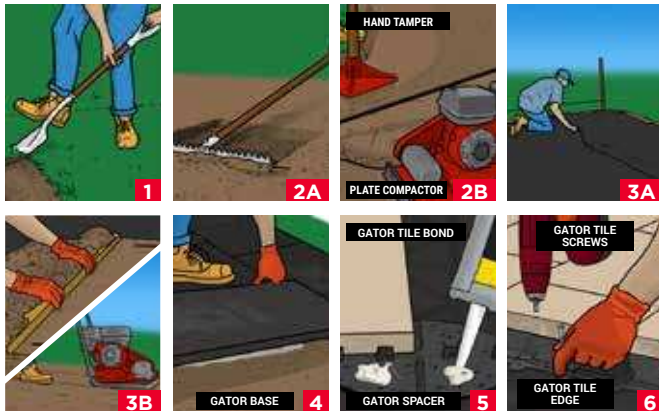 1
2A
HAND TAMPER
PLATE COMPACTOR
2B
3A
3B
GATOR BASE
4
GATOR TILE BOND
GATOR SPACER
5
GATOR TILE
SCREWS
GATOR TILE
EDGE
6